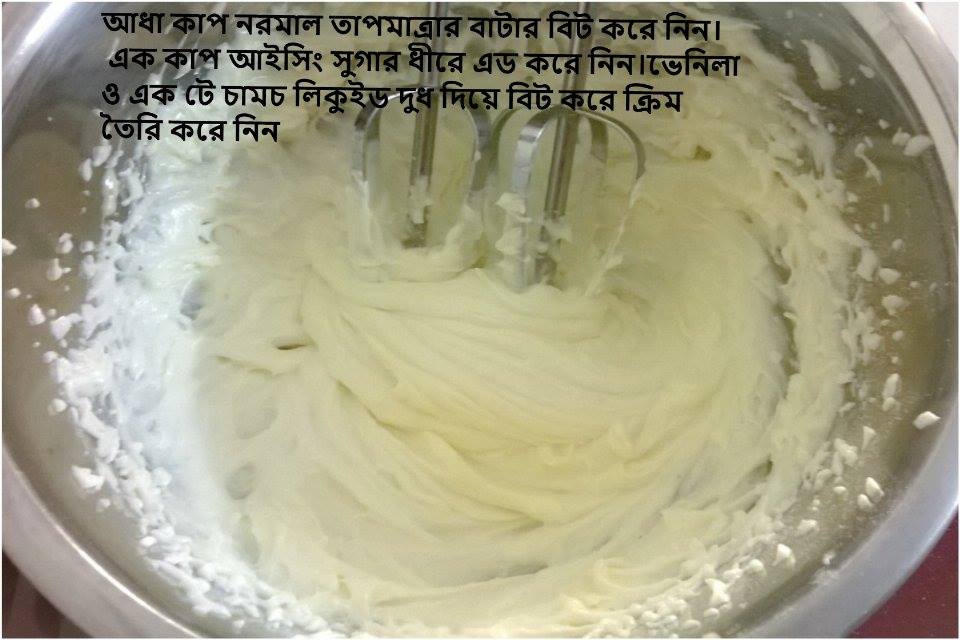 আধা কাপ নরমাল তাপমাত্রার বাটার বিট করে নিন।
এক কাপ আইসিং সুগার ধীরে এড করে নিন।ভেনিলা
ও এক টে চামচ লিকুইড দুধ দিয়ে বিট করে ক্রিম
তৈরি করে নিন